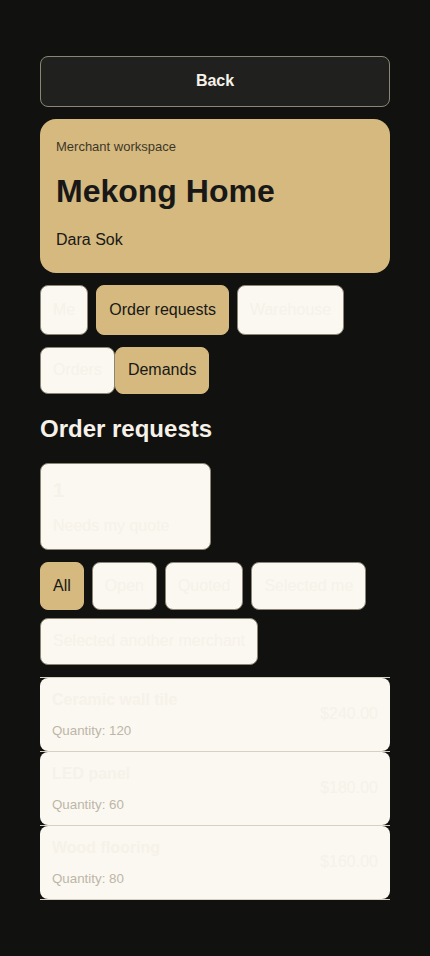 Back
Merchant workspace
Mekong Home
Dara Sok
Me
Order requests
Warehouse
Orders
Demands
Order requests
1
Needs my quote
All
Open
Quoted
Selected me
Selected another merchant
Ceramic wall tile
$240.00
Quantity: 120
LED panel
$180.00
Quantity: 60
Wood flooring
$160.00
Quantity: 80